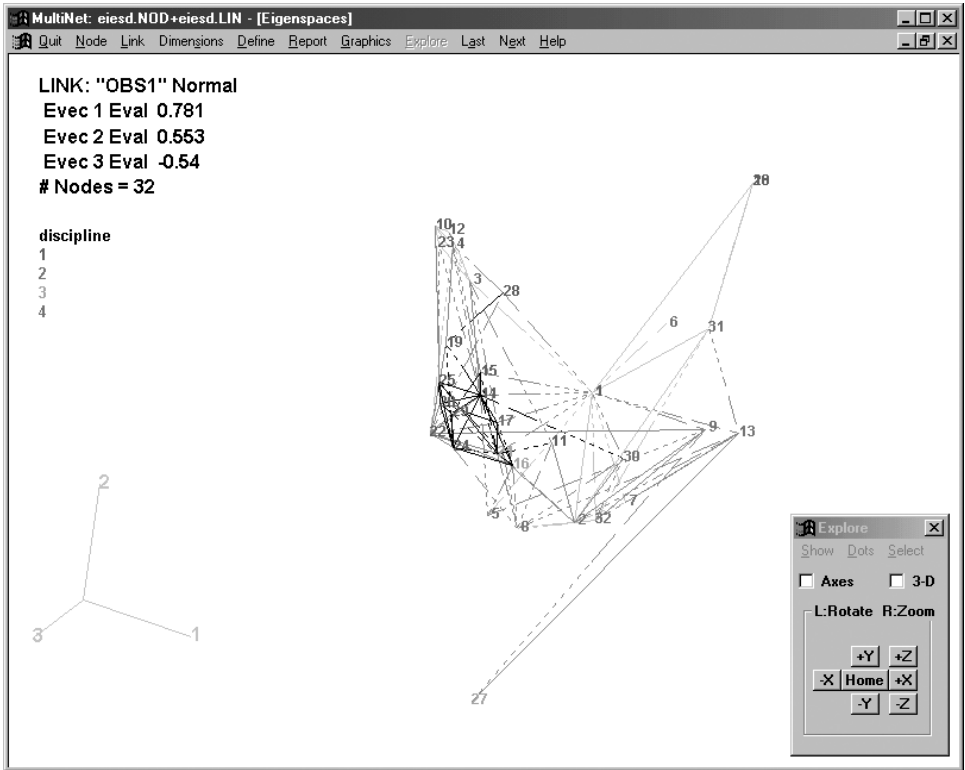 MultiNet: eiesd.NOD+eiesd.LIN - [Eigenspaces]
Quit Node Link Dimensions Define Report Graphics Explore Last Next Help
LINK: "OBS1" Normal
Evec 1 Eval 0.781
Evec 2 Eval 0.553
Evec 3 Eval -0.54
# Nodes = 32
discipline
1
2
3
4
10
12
23
4
3
28
19
15
25
14
17
22
16
11
5
8
2
32
7
30
1
6
31
9
13
27
2
3
1
Explore
Show Dots Select
Axes 3-D
L:Rotate R:Zoom
+Y +Z
-X Home +X
-Y -Z